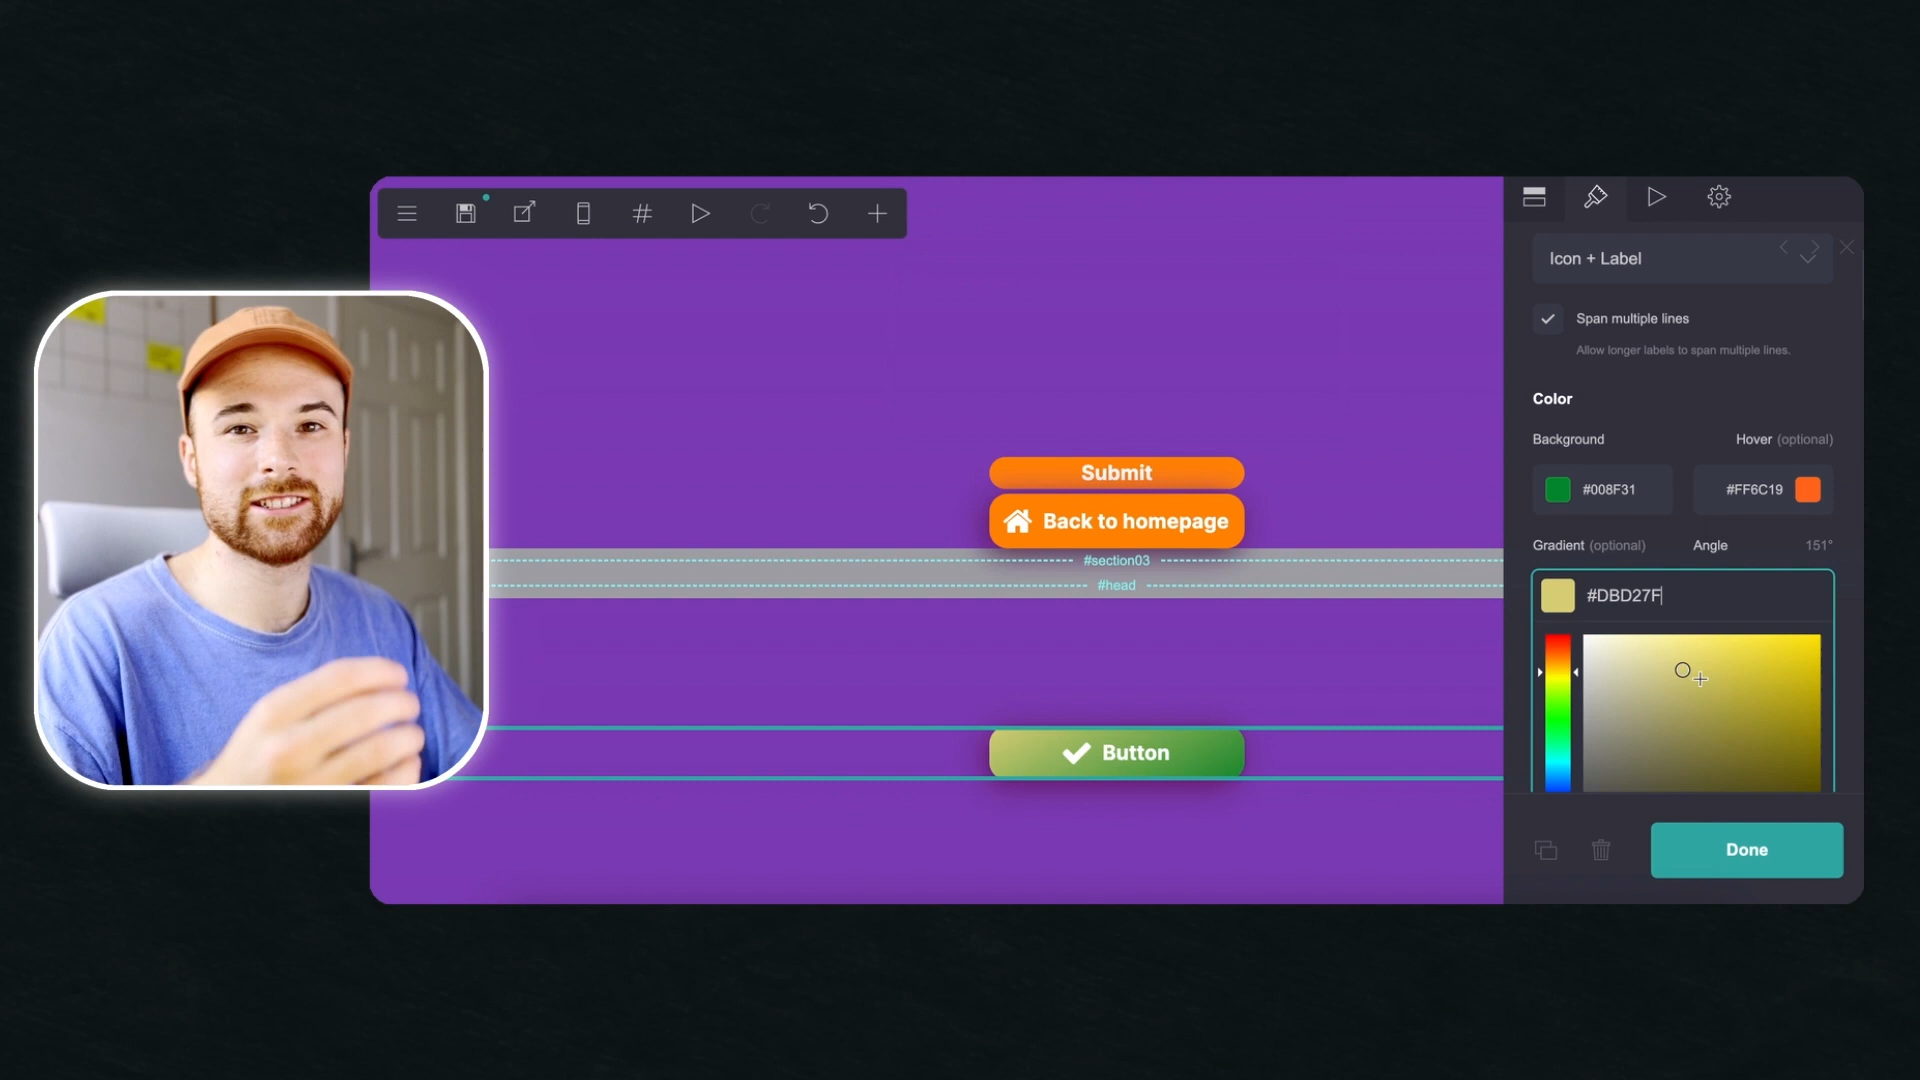 Icon + Label
Span multiple lines
Allow longer labels to span multiple lines.
Color
Background
Hover (optional)
#008F31
#FF6C19
Gradient (optional)
Angle
151°
#DBD27F
Submit
Back to homepage
#section03
#head
Button
Done